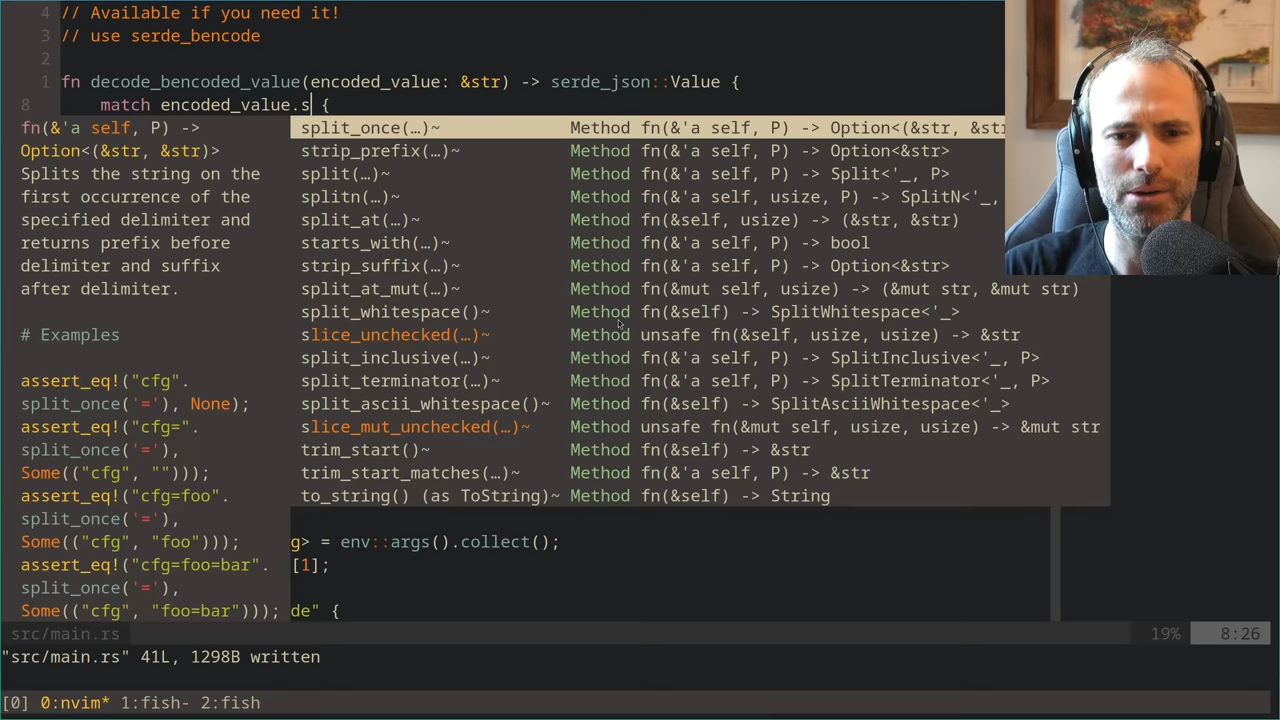 4 // Available if you need it!
3 // use serde_bencode
2
1 fn decode_bencoded_value(encoded_value: &str) -> serde_json::Value {
8 match encoded_value.s {
fn(&'a self, P) ->
Option<(&str, &str)>
Splits the string on the
first occurrence of the
specified delimiter and
returns prefix before
delimiter and suffix
after delimiter.
# Examples
assert_eq!("cfg".
split_once('='), None);
assert_eq!("cfg=".
split_once('='),
Some(("cfg", "")));
assert_eq!("cfg=foo".
split_once('='),
Some(("cfg", "foo")));
assert_eq!("cfg=foo=bar".
split_once('='),
Some(("cfg", "foo=bar")));
split_once(…)~ Method fn(&'a self, P) -> Option<(&str, &str
strip_prefix(…)~ Method fn(&'a self, P) -> Option<&str>
split(…)~ Method fn(&'a self, P) -> Split<'_, P>
splitn(…)~ Method fn(&'a self, usize, P) -> SplitN<'_,
split_at(…)~ Method fn(&self, usize) -> (&str, &str)
starts_with(…)~ Method fn(&'a self, P) -> bool
strip_suffix(…)~ Method fn(&'a self, P) -> Option<&str>
split_at_mut(…)~ Method fn(&mut self, usize) -> (&mut str, &mut str)
split_whitespace()~ Method fn(&self) -> SplitWhitespace<'_>
slice_unchecked(…)~ Method unsafe fn(&self, usize, usize) -> &str
split_inclusive(…)~ Method fn(&'a self, P) -> SplitInclusive<'_, P>
split_terminator(…)~ Method fn(&'a self, P) -> SplitTerminator<'_, P>
split_ascii_whitespace()~ Method fn(&self) -> SplitAsciiWhitespace<'_>
slice_mut_unchecked(…)~ Method unsafe fn(&mut self, usize, usize) -> &mut str
trim_start()~ Method fn(&self) -> &str
trim_start_matches(…)~ Method fn(&'a self, P) -> &str
to_string() (as ToString)~ Method fn(&self) -> String
g> = env::args().collect();
[1];
de" {
src/main.rs 19% 8:26
"src/main.rs" 41L, 1298B written
[0] 0:nvim* 1:fish- 2:fish